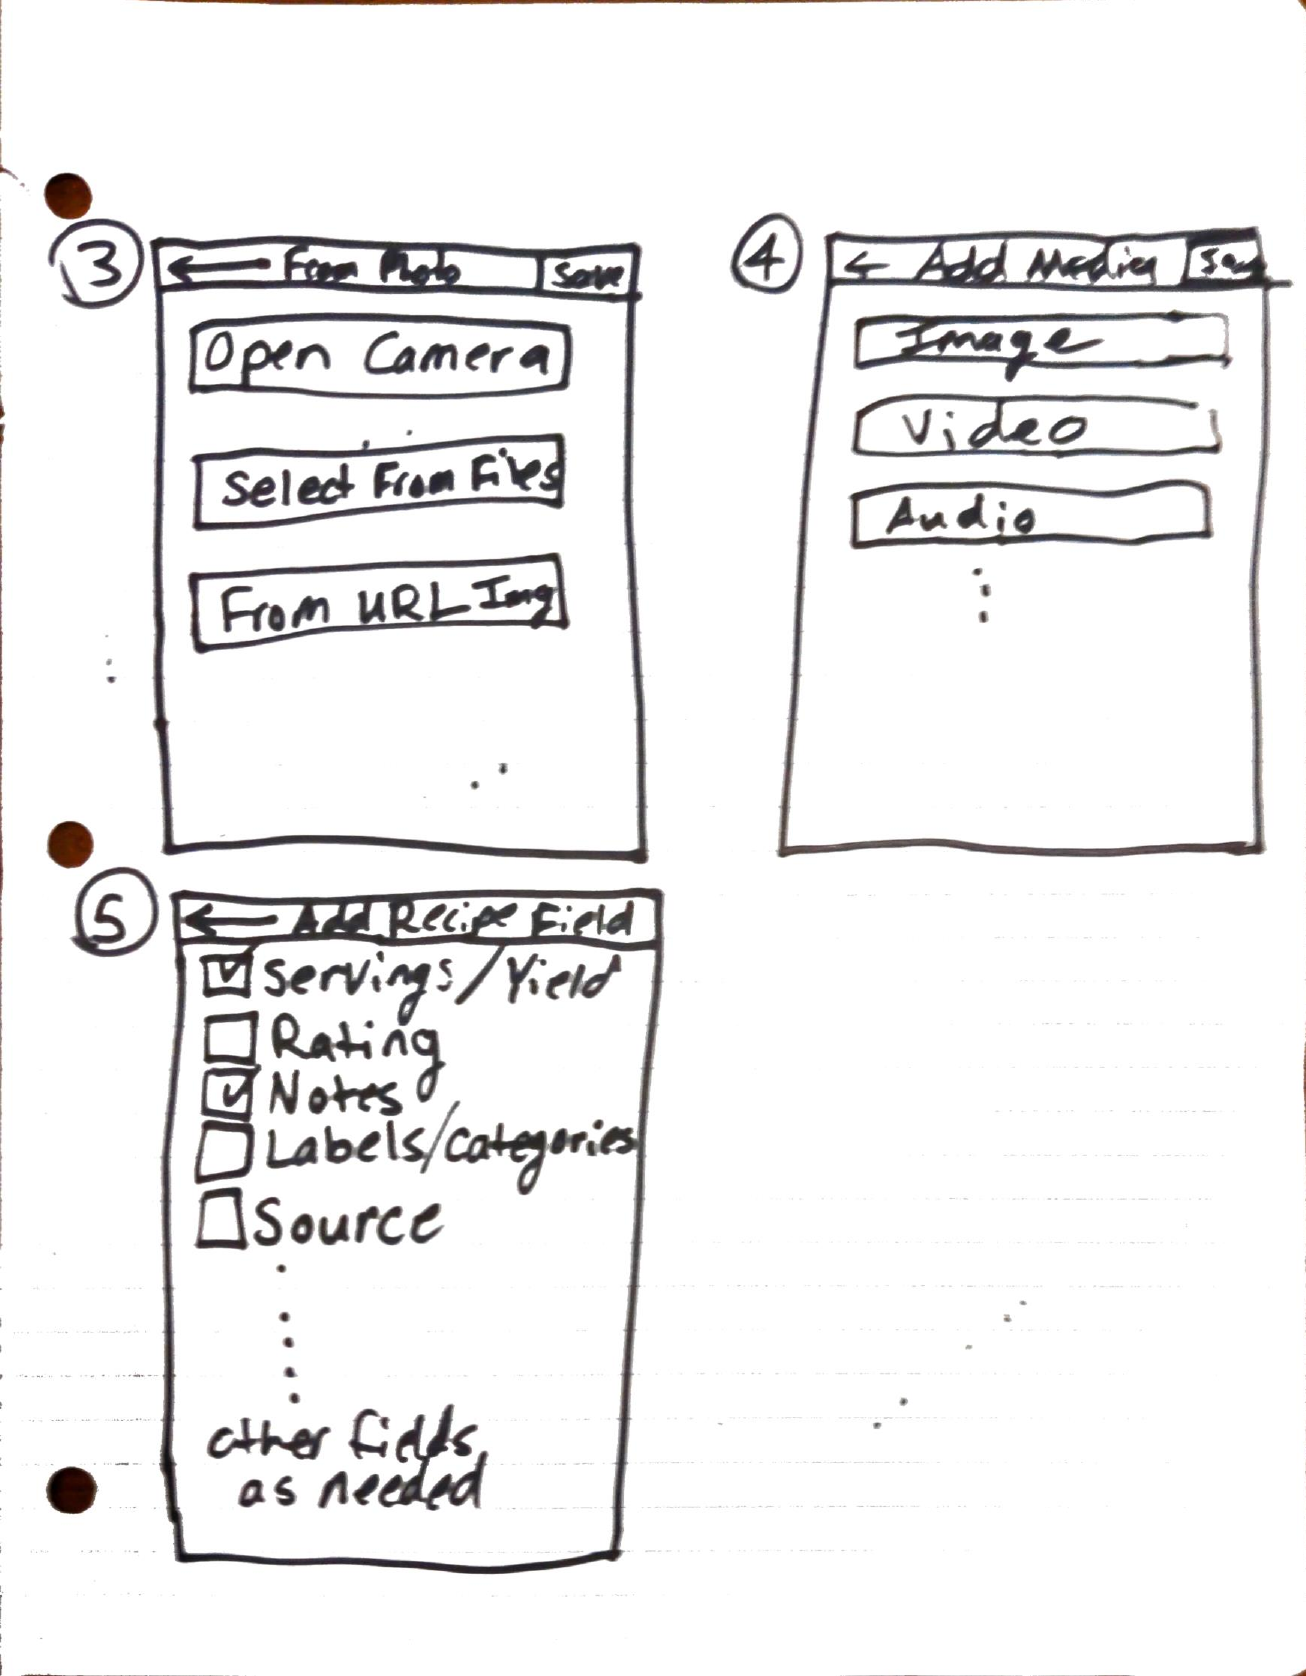 3
← From Photo Save
Open Camera
Select From Files
From URL Img
4
← Add Media Save
Image
Video
Audio
5
← Add Recipe Field
Servings/Yield
Rating
Notes
Labels/Categories
Source
other fields
as needed